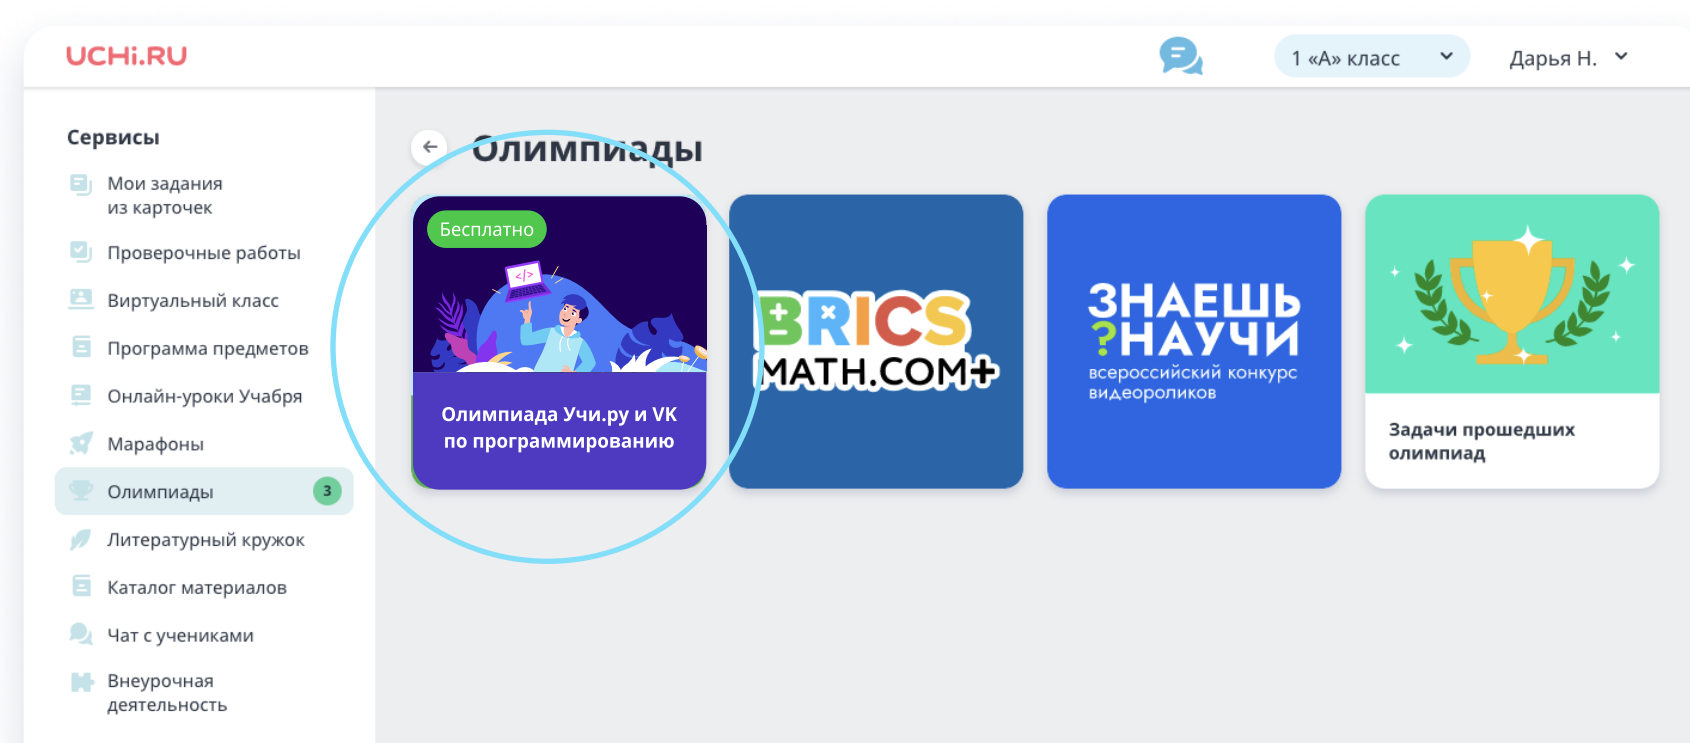 UCHi.RU
1 «А» класс
Дарья Н.
Сервисы
Мои задания
из карточек
Проверочные работы
Виртуальный класс
Программа предметов
Онлайн-уроки Учабря
Марафоны
Олимпиады
3
Литературный кружок
Каталог материалов
Чат с учениками
Внеурочная
деятельность
Олимпиады
Бесплатно
</>
Олимпиада Учи.ру и VK
по программированию
BRICS
MATH.COM+
ЗНАЕШЬ
?НАУЧИ
всероссийский конкурс
видеороликов
Задачи прошедших
олимпиад